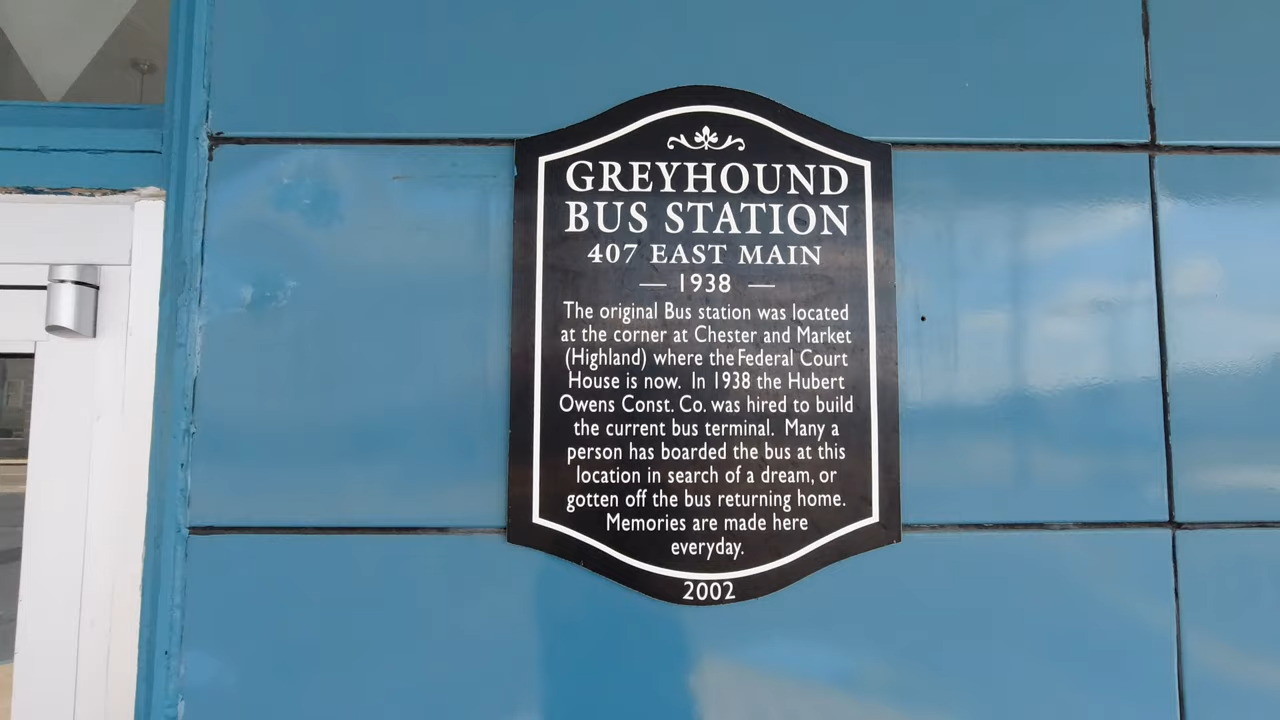 GREYHOUND
BUS STATION
407 EAST MAIN
— 1938 —
The original Bus station was located
at the corner at Chester and Market
(Highland) where the Federal Court
House is now. In 1938 the Hubert
Owens Const. Co. was hired to build
the current bus terminal. Many a
person has boarded the bus at this
location in search of a dream, or
gotten off the bus returning home.
Memories are made here
everyday.
2002